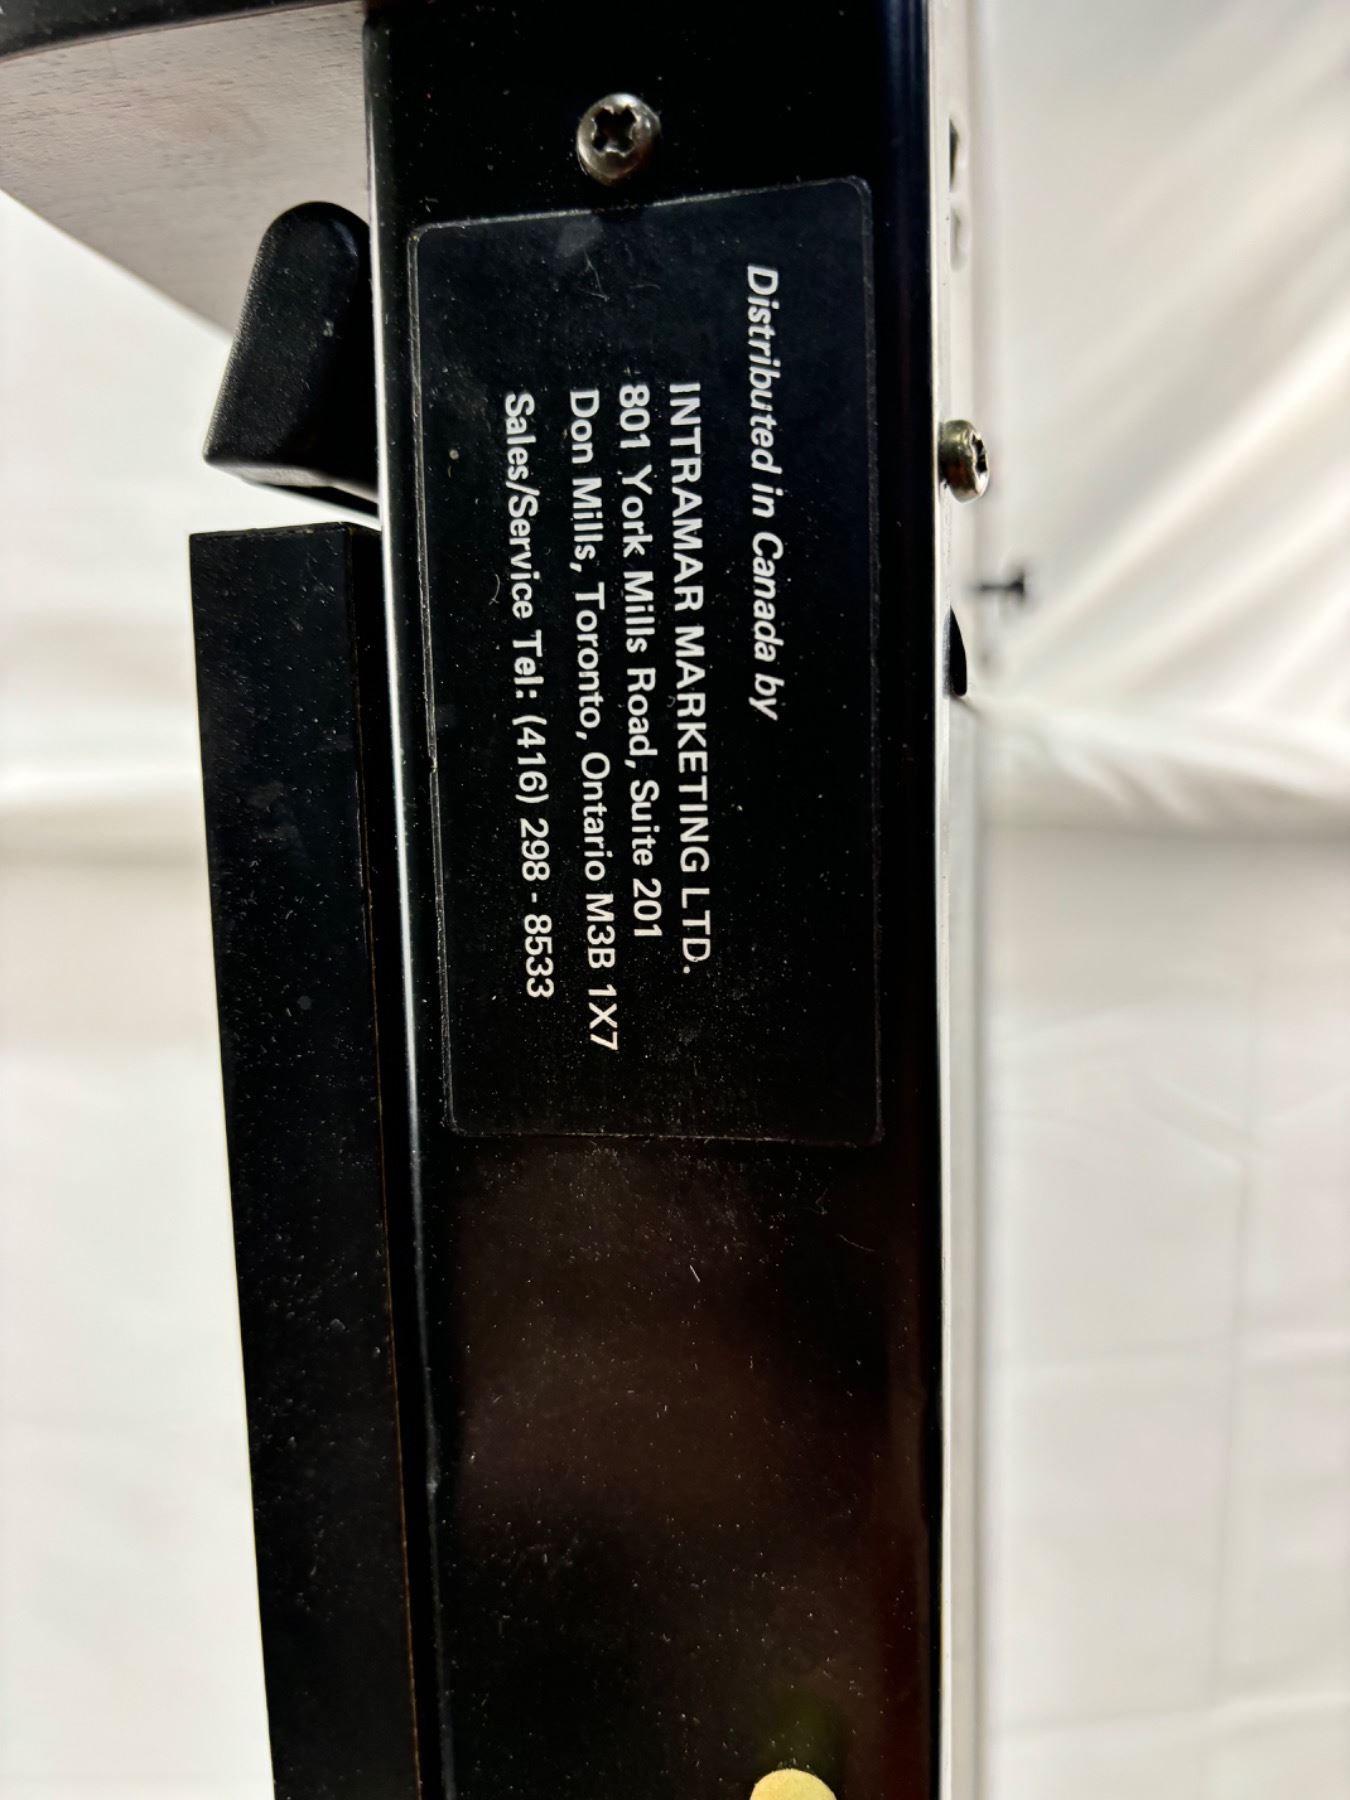 Distributed in Canada by
INTRAMAR MARKETING LTD.
801 York Mills Road, Suite 201
Don Mills, Toronto, Ontario M3B 1X7
Sales/Service Tel: (416) 298 - 8533